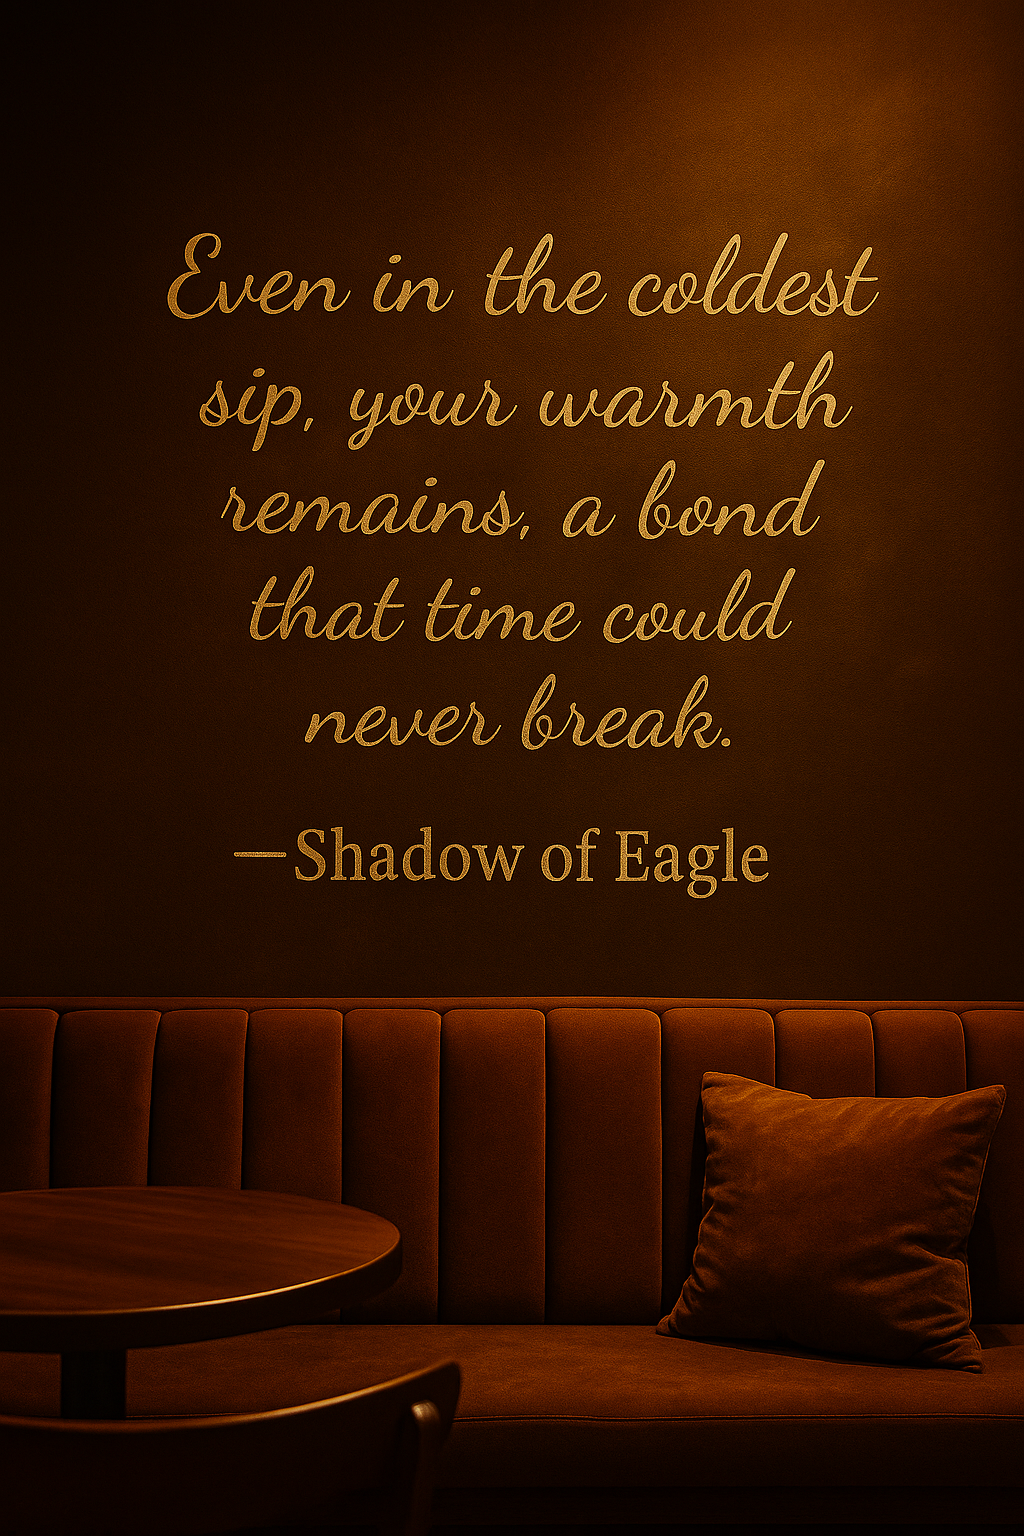 Even in the coldest
sip, your warmth
remains, a bond
that time could
never break.
—Shadow of Eagle